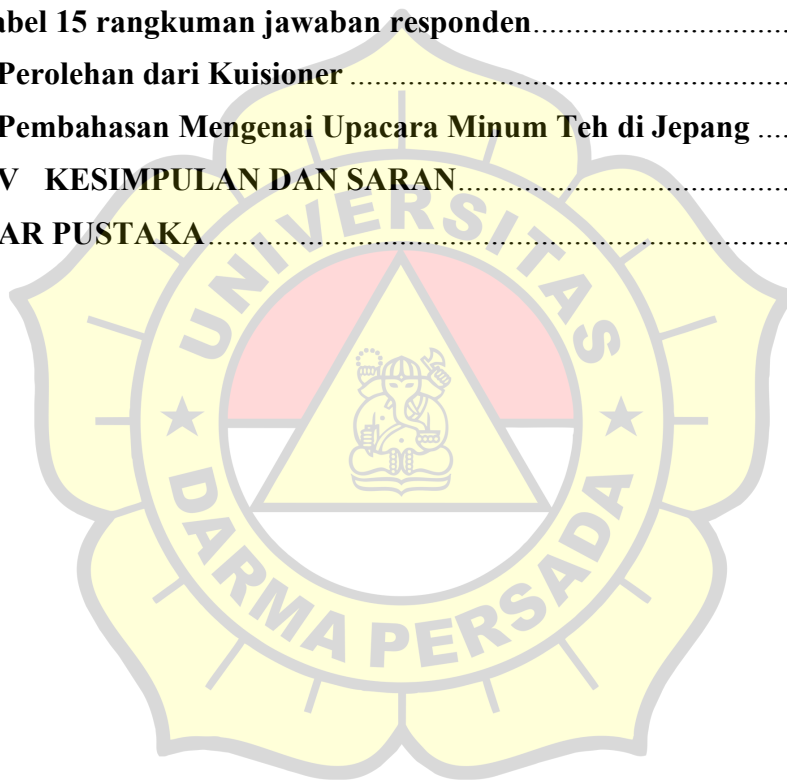 abel 15 rangkuman jawaban responden......................................................
Perolehan dari Kuisioner ......................................................
Pembahasan Mengenai Upacara Minum Teh di Jepang ....
V KESIMPULAN DAN SARAN......................................................
AR PUSTAKA......................................................
UNIVERSITAS
DARMA PERSADA